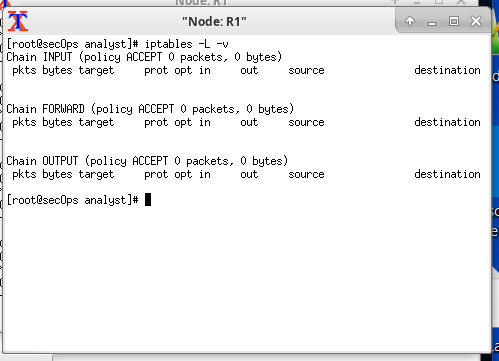 "Node: R1"
[root@secOps analyst]# iptables -L -v
Chain INPUT (policy ACCEPT 0 packets, 0 bytes)
 pkts bytes target     prot opt in     out     source               destination

Chain FORWARD (policy ACCEPT 0 packets, 0 bytes)
 pkts bytes target     prot opt in     out     source               destination

Chain OUTPUT (policy ACCEPT 0 packets, 0 bytes)
 pkts bytes target     prot opt in     out     source               destination
[root@secOps analyst]#